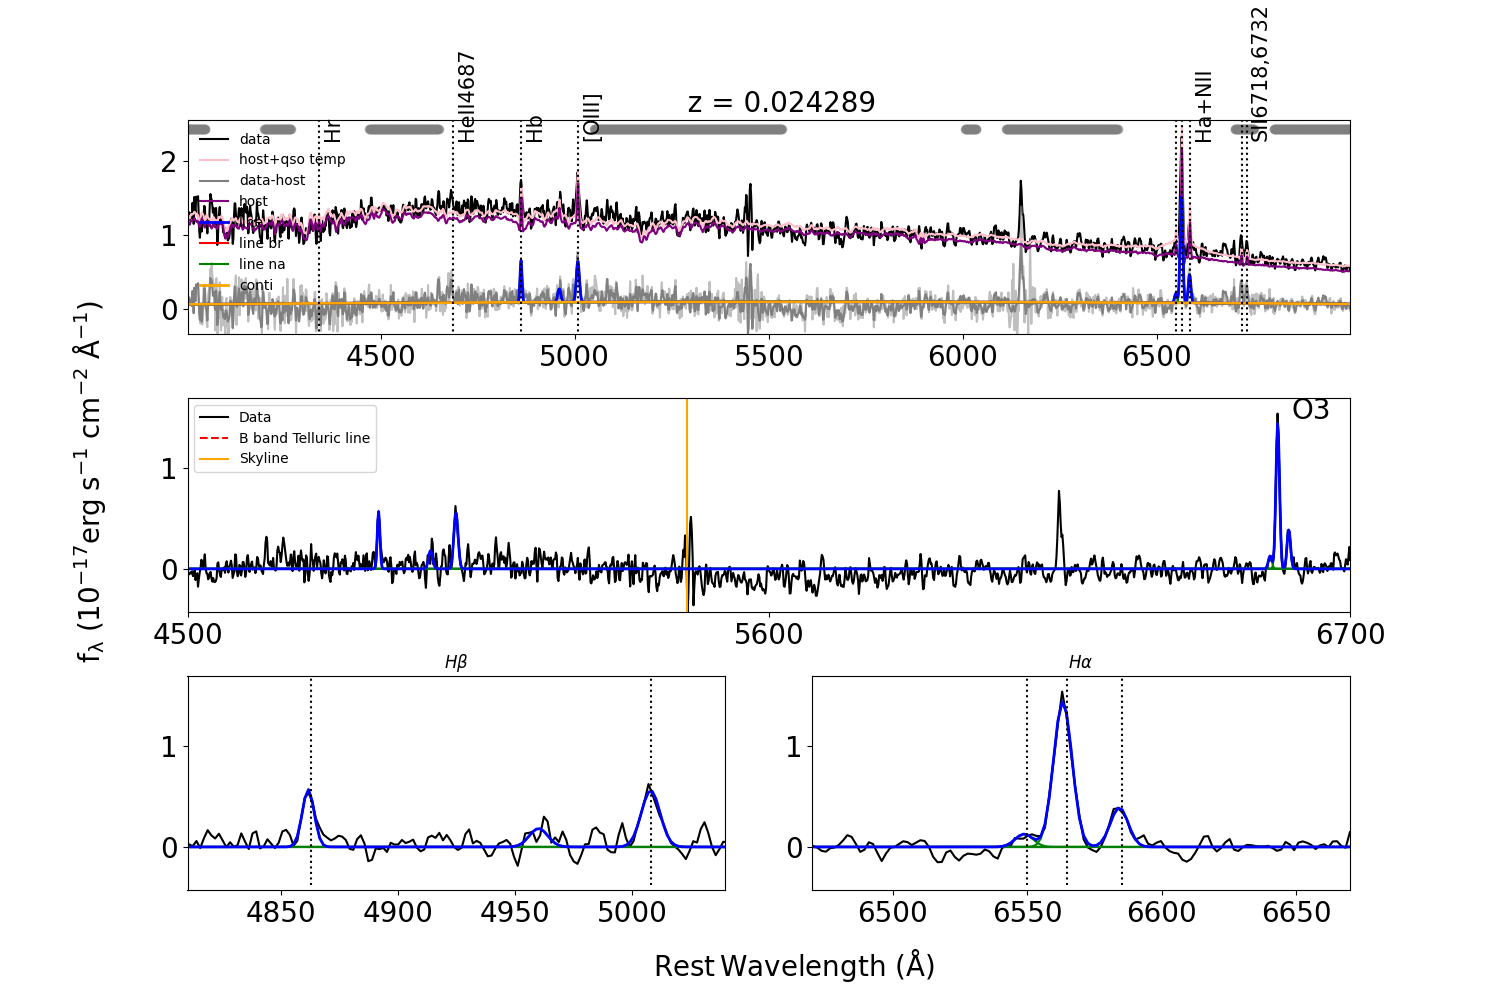 z = 0.024289
Hr
HeII4687
Hb
[OIII]
Ha+NII
SII6718,6732
data
host+qso temp
data-host
host
line br
line na
conti
2
1
0
4500
5000
5500
6000
6500
Data
B band Telluric line
Skyline
O3
1
0
4500
5600
6700
fλ (10−17erg s−1 cm−2 Å−1)
Hβ
1
0
4850
4900
4950
5000
Hα
1
0
6500
6550
6600
6650
Rest Wavelength (Å)